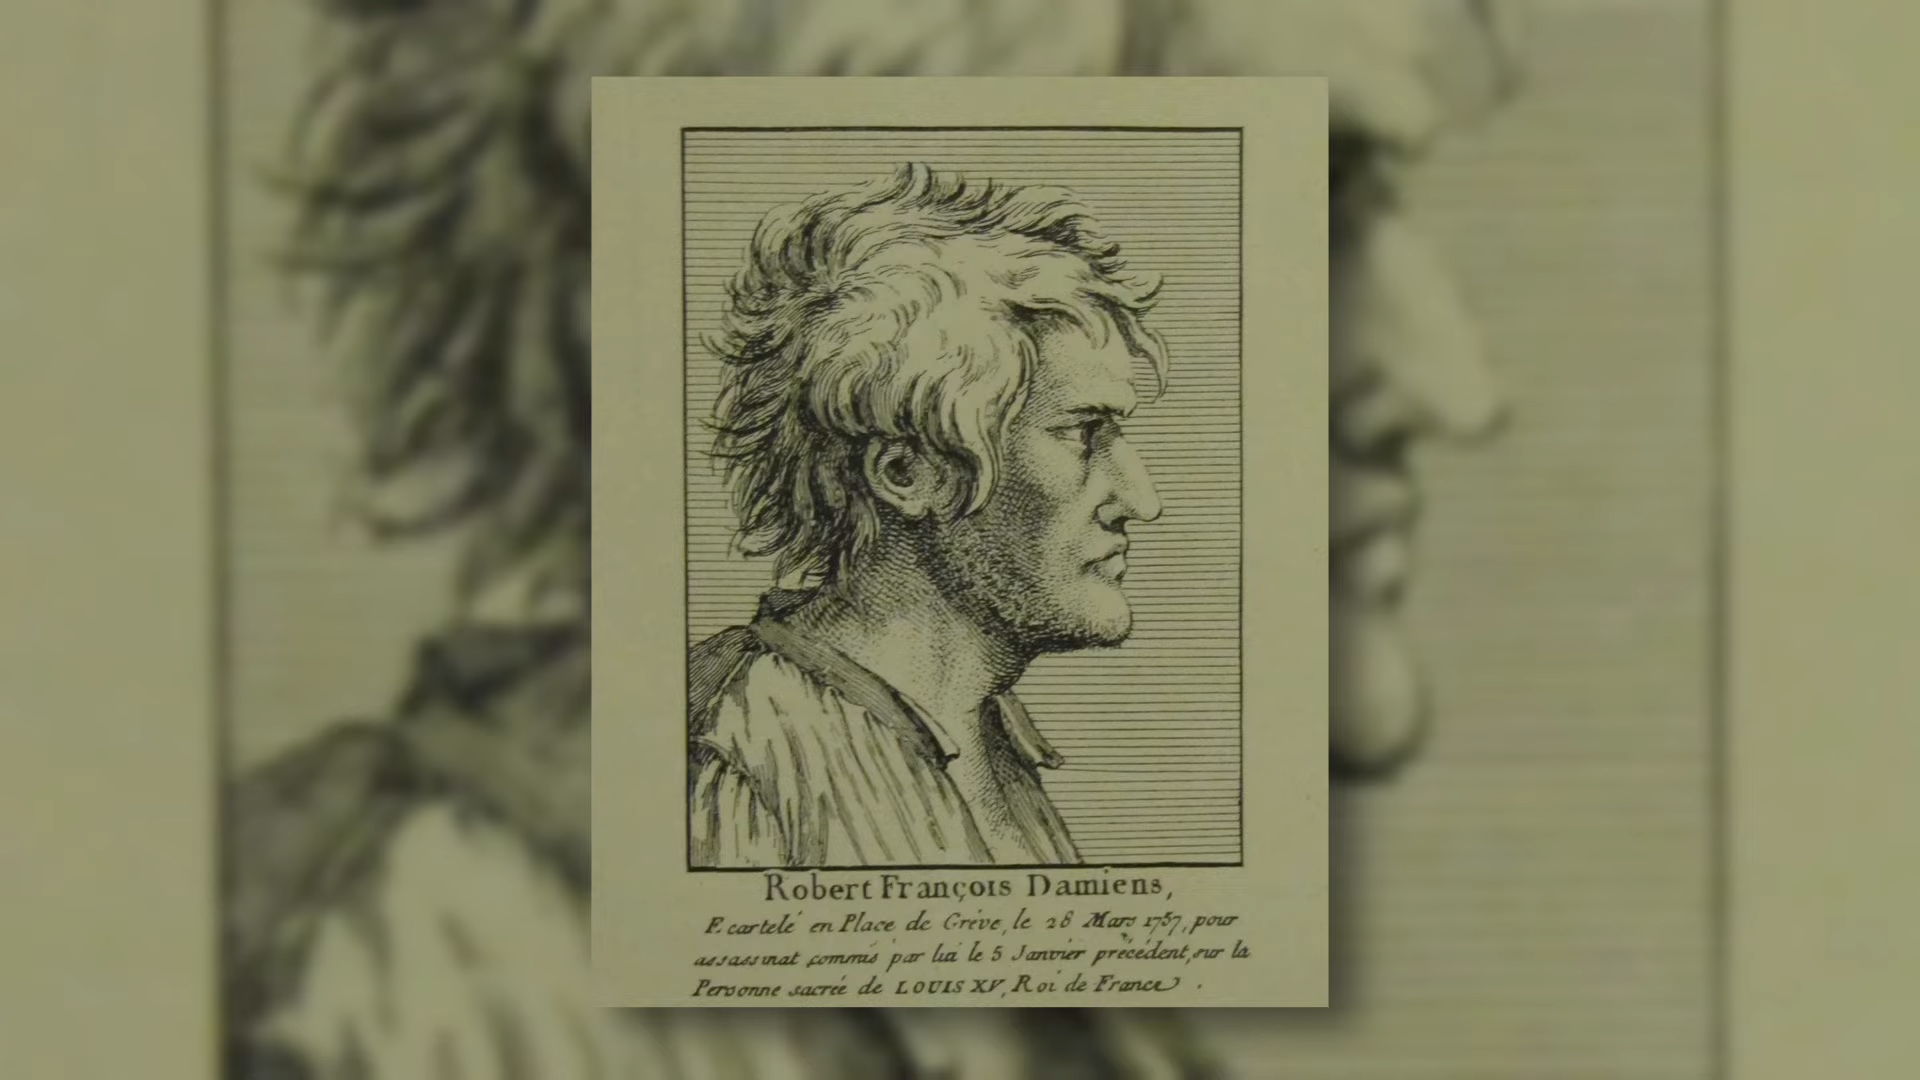 Robert François Damiens,
Ecartelé en Place de Grève, le 28 Mars 1757, pour
assassinat commis par lui le 5 Janvier précédent, sur la
Personne sacrée de LOUIS XV, Roi de France.